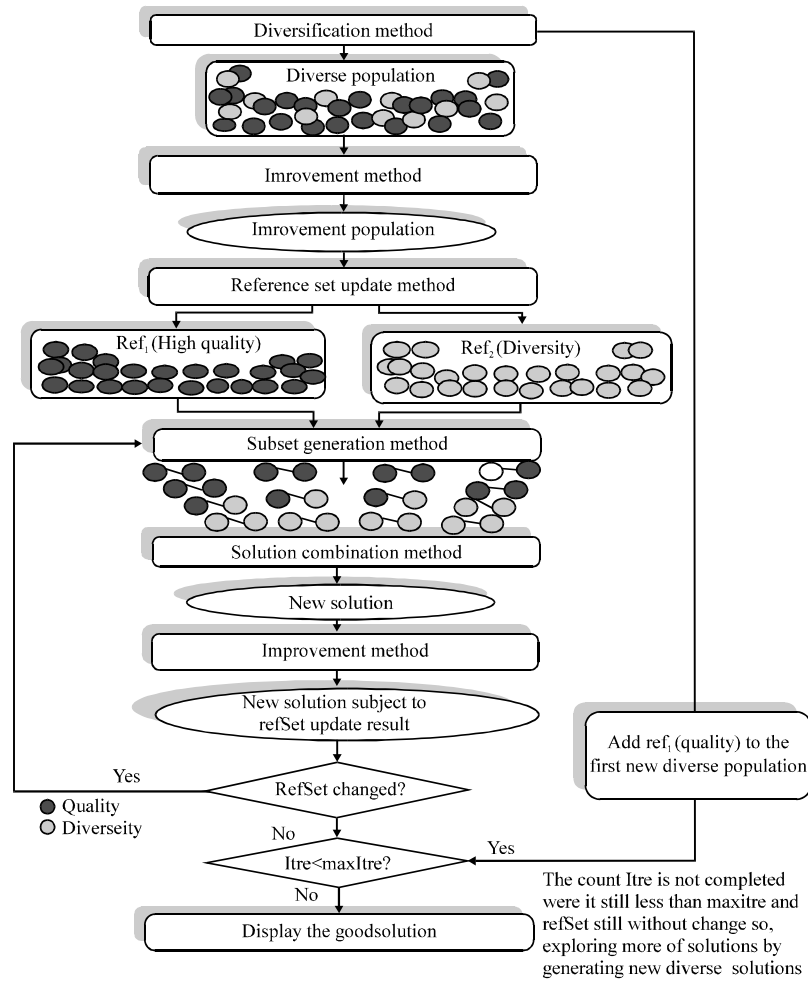 Diversification method
Diverse population
Imrovement method
Imrovement population
Reference set update method
Ref1 (High quality)
Ref2 (Diversity)
Subset generation method
Solution combination method
New solution
Improvement method
New solution subject to
refSet update result
Add ref1 (quality) to the
first new diverse population
Yes
RefSet changed?
Quality
Diverseity
No
Itre<maxItre?
Yes
No
Display the goodsolution
The count Itre is not completed
were it still less than maxitre and
refSet still without change so,
exploring more of solutions by
generating new diverse solutions